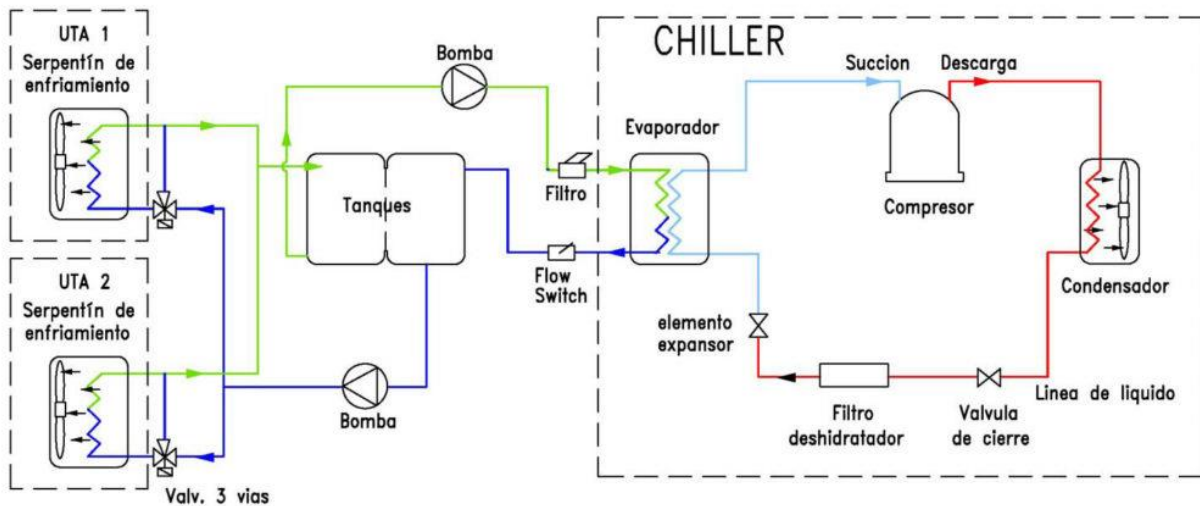 UTA 1
Serpentín de
enfriamiento
UTA 2
Serpentín de
enfriamiento
Valv. 3 vias
Bomba
Tanques
Bomba
Filtro
Flow
Switch
CHILLER
Evaporador
Succion
Descarga
Compresor
Condensador
elemento
expansor
Filtro
deshidratador
Valvula
de cierre
Linea de liquido